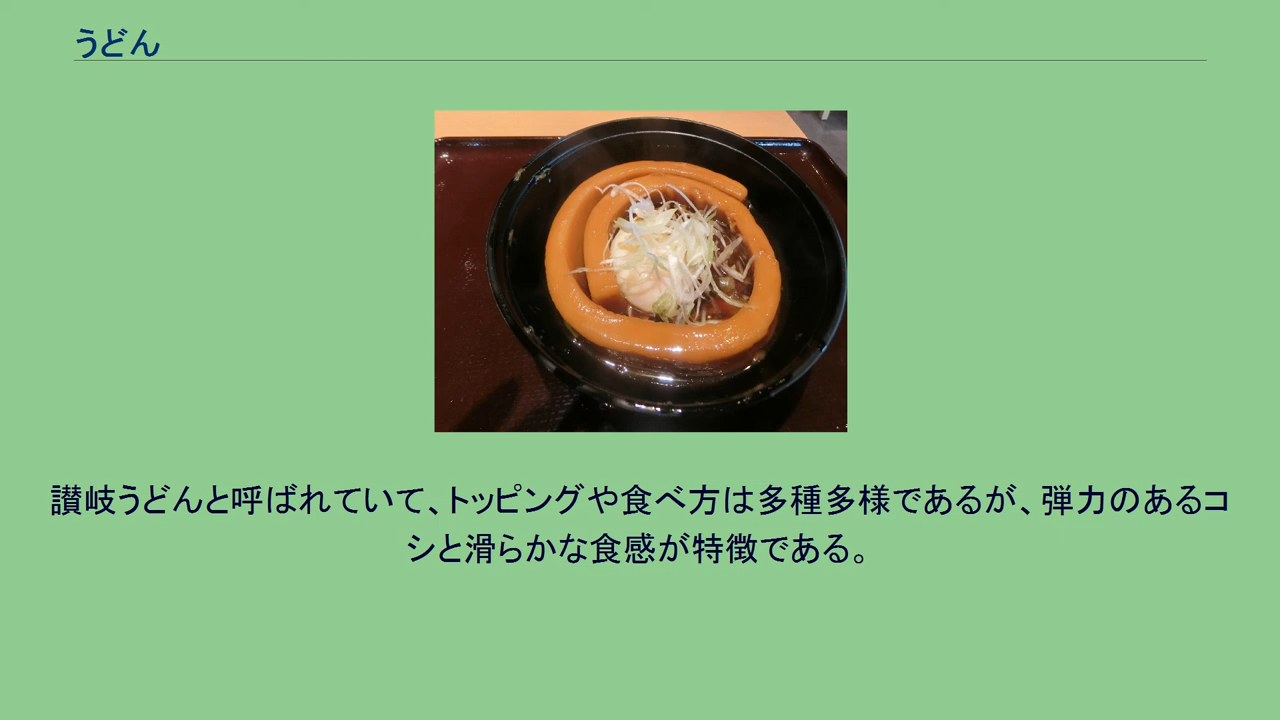 うどん
讃岐うどんと呼ばれていて、トッピングや食べ方は多種多様であるが、弾力のあるコ
シと滑らかな食感が特徴である。